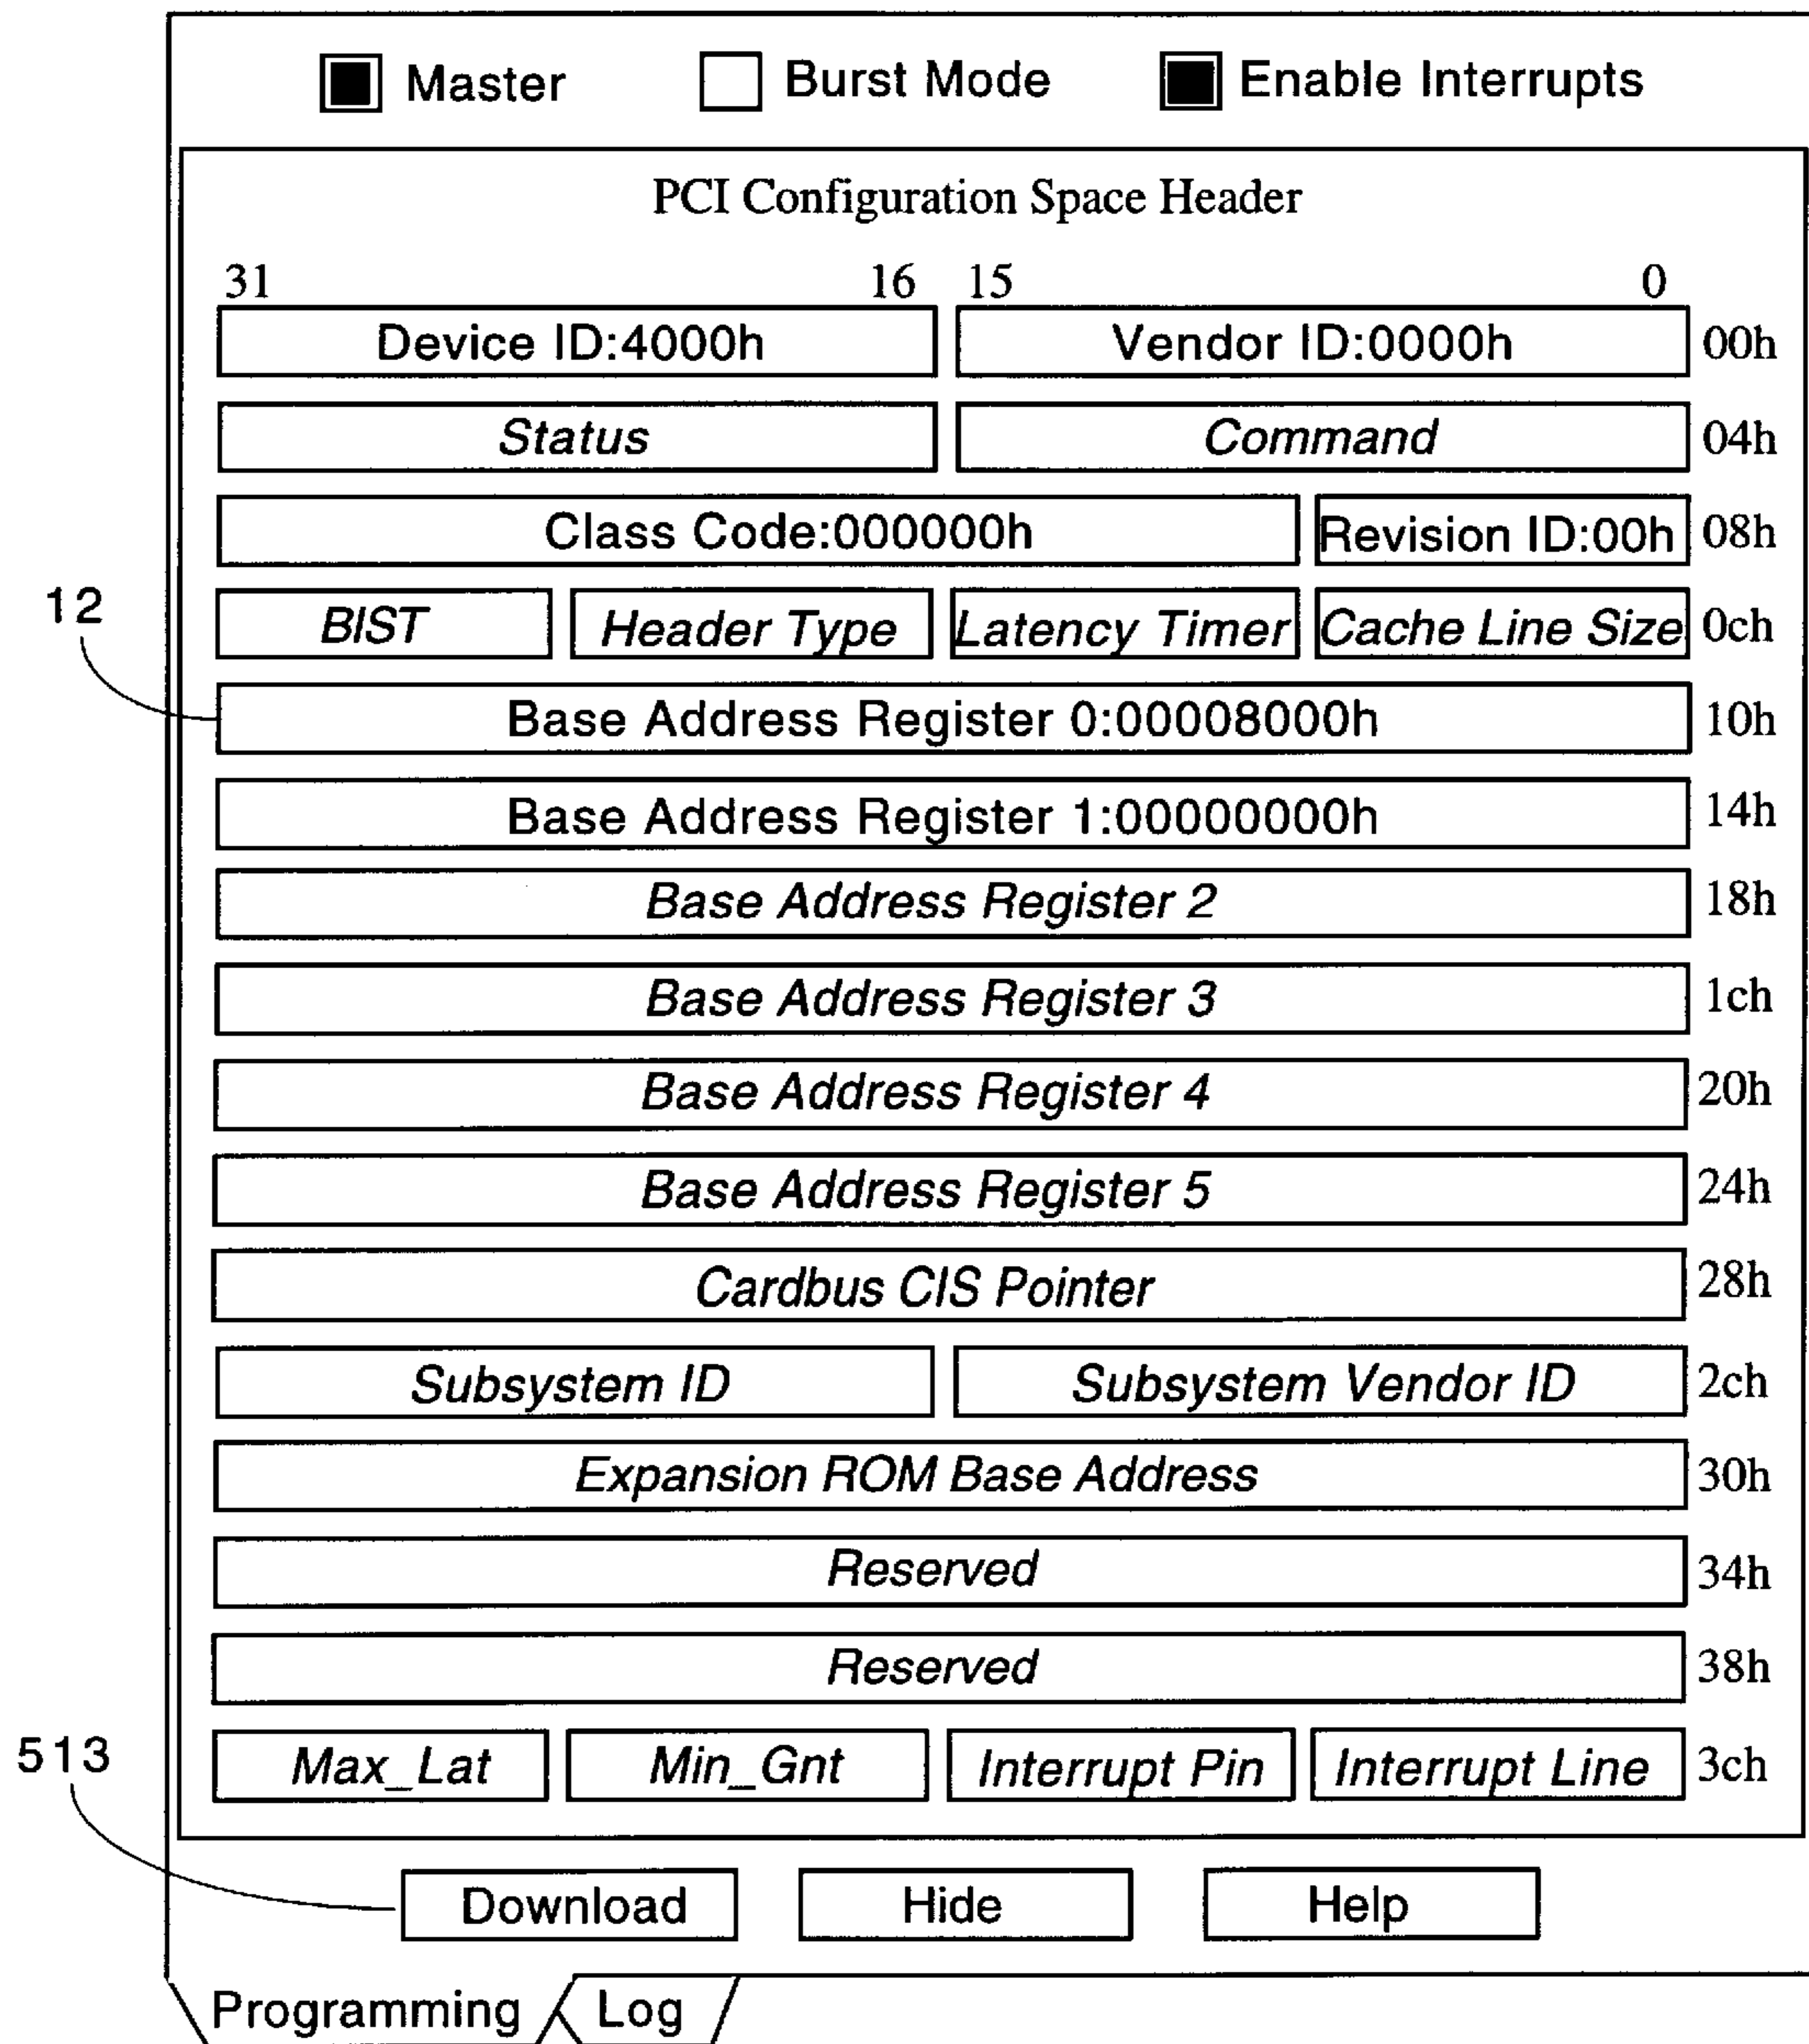 Master Burst Mode Enable Interrupts
PCI Configuration Space Header
31 16 15 0
Device ID:4000h Vendor ID:0000h 00h
Status Command 04h
Class Code:000000h Revision ID:00h 08h
12
BIST Header Type Latency Timer Cache Line Size 0ch
Base Address Register 0:00008000h 10h
Base Address Register 1:00000000h 14h
Base Address Register 2 18h
Base Address Register 3 1ch
Base Address Register 4 20h
Base Address Register 5 24h
Cardbus CIS Pointer 28h
Subsystem ID Subsystem Vendor ID 2ch
Expansion ROM Base Address 30h
Reserved 34h
Reserved 38h
513
Max_Lat Min_Gnt Interrupt Pin Interrupt Line 3ch
Download Hide Help
Programming Log